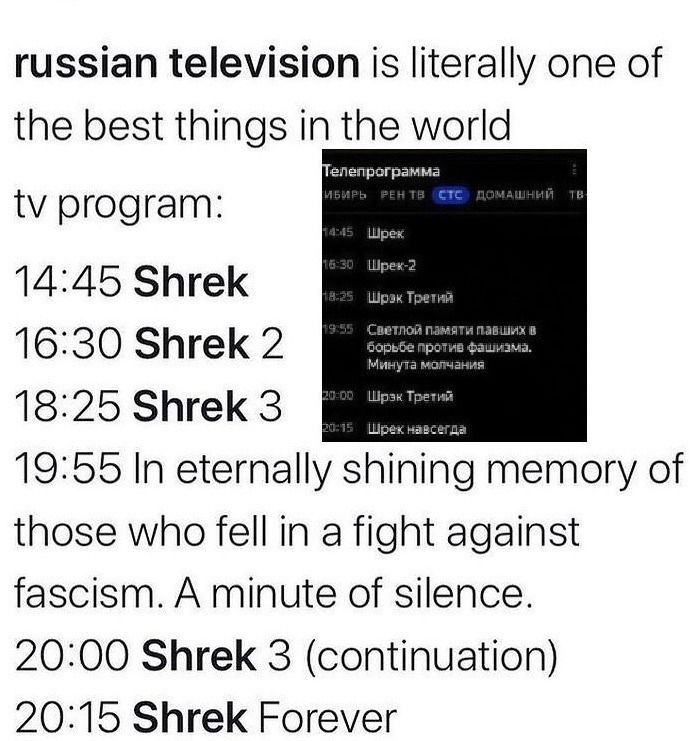 russian television is literally one of
the best things in the world
tv program:
14:45 Shrek
16:30 Shrek 2
18:25 Shrek 3
19:55 In eternally shining memory of
those who fell in a fight against
fascism. A minute of silence.
20:00 Shrek 3 (continuation)
20:15 Shrek Forever
Телепрограмма
ИБИРЬ РЕН ТВ СТС ДОМАШНИЙ ТВ-
14:45 Шрек
16:30 Шрек-2
18:25 Шрэк Третий
19:55 Светлой памяти павших в
борьбе против фашизма.
Минута молчания
20:00 Шрэк Третий
20:15 Шрек навсегда